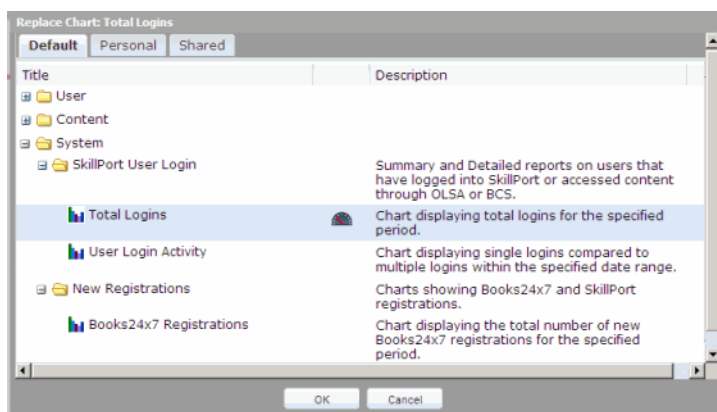 Replace Chart: Total Logins
Default Personal Shared
Title Description
User
Content
System
SkillPort User Login Summary and Detailed reports on users that
have logged into SkillPort or accessed content
through OLSA or BCS.
Total Logins Chart displaying total logins for the specified
period.
User Login Activity Chart displaying single logins compared to
multiple logins within the specified date range.
New Registrations Charts showing Books24x7 and SkillPort
registrations.
Books24x7 Registrations Chart displaying the total number of new
Books24x7 registrations for the specified
period.
OK Cancel